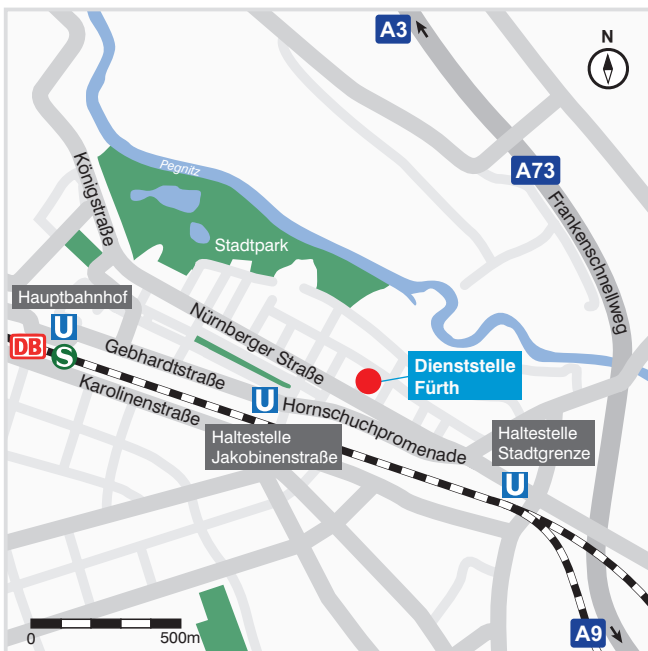 A3
N
A73
Königstraße
Pegnitz
Stadtpark
Frankenschnellweg
Hauptbahnhof
U
DB
S
Nürnberger Straße
Gebhardtstraße
Karolinenstraße
Dienststelle
Fürth
U
Hornschuchpromenade
Haltestelle
Jakobinenstraße
Haltestelle
Stadtgrenze
U
0
500m
A9